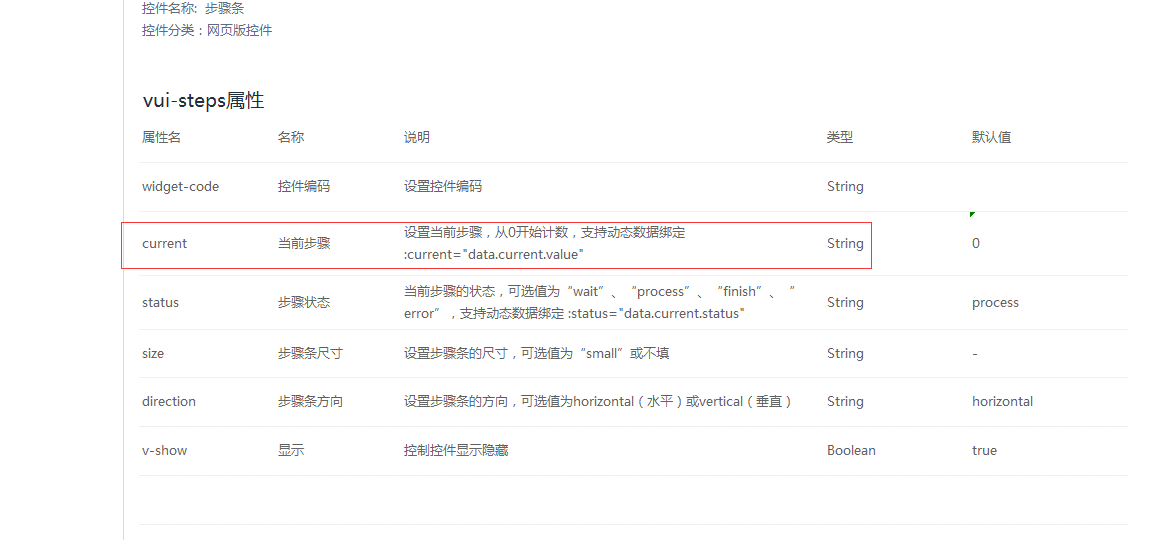 控件名称:  步骤条
控件分类：网页版控件
vui-steps属性
属性名 名称 说明 类型 默认值
widget-code 控件编码 设置控件编码 String
current 当前步骤 设置当前步骤，从0开始计数，支持动态数据绑定 String 0
:current="data.current.value"
status 步骤状态 当前步骤的状态，可选值为“wait”、“process”、“finish”、“ String process
error”，支持动态数据绑定 :status="data.current.status"
size 步骤条尺寸 设置步骤条的尺寸，可选值为“small”或不填 String -
direction 步骤条方向 设置步骤条的方向，可选值为horizontal（水平）或vertical（垂直） String horizontal
v-show 显示 控制控件显示隐藏 Boolean true